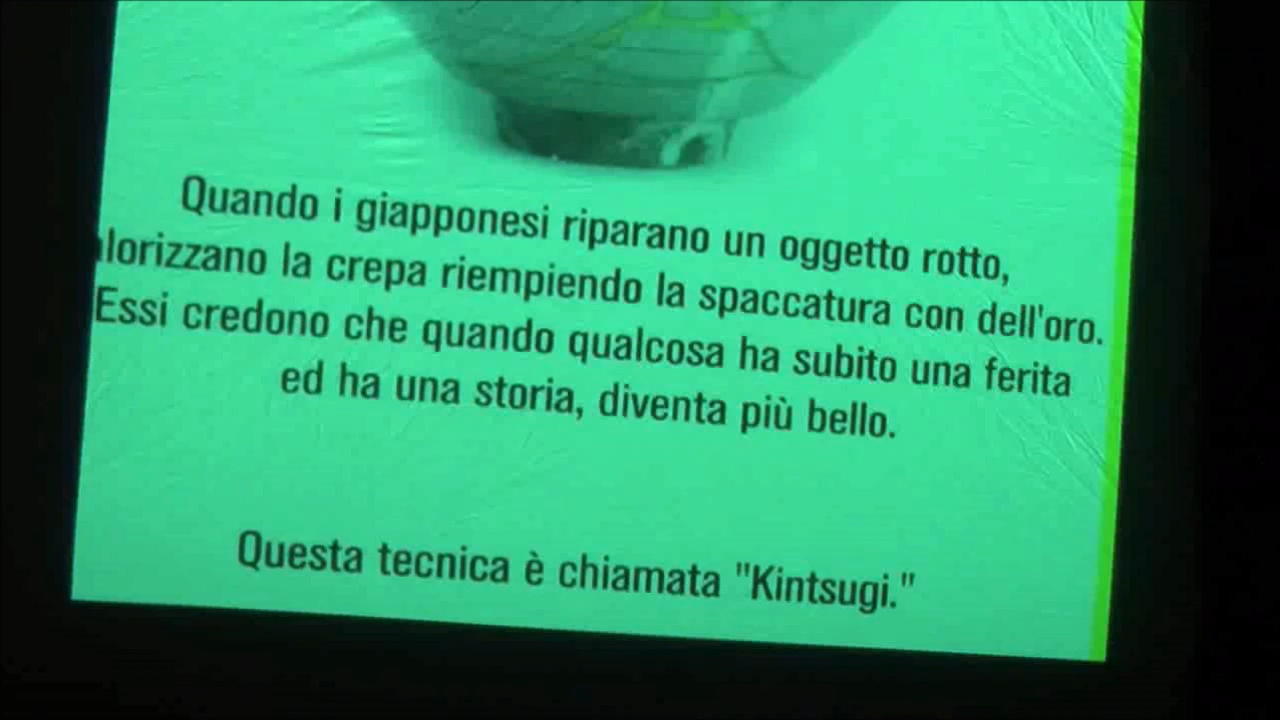 Quando i giapponesi riparano un oggetto rotto,
la crepa riempiendo la spaccatura con dell'oro.
Essi credono che quando qualcosa ha subito una ferita
ed ha una storia, diventa più bello.
Questa tecnica è chiamata "Kintsugi."